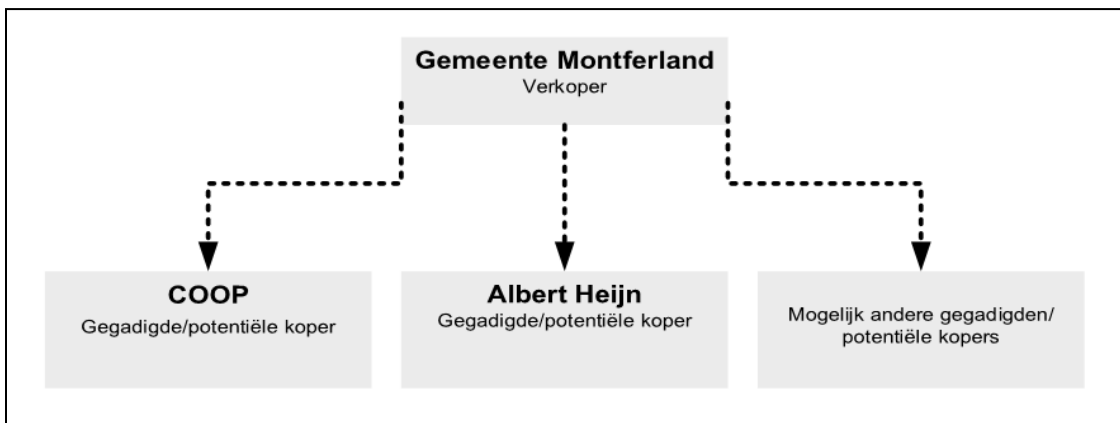 Gemeente Montferland
Verkoper
COOP
Gegadigde/potentiële koper
Albert Heijn
Gegadigde/potentiële koper
Mogelijk andere gegadigden/
potentiële kopers